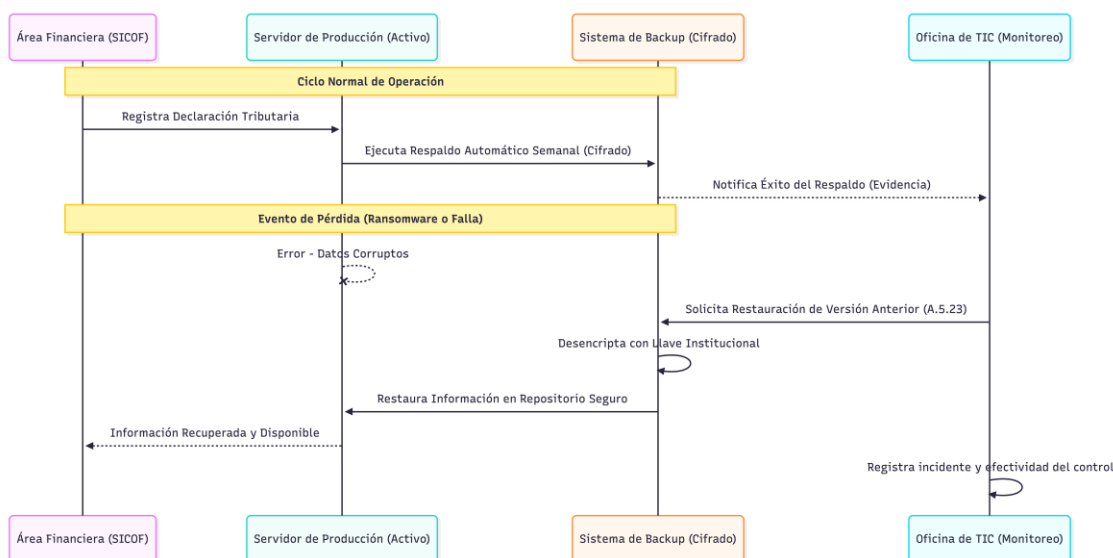 Área Financiera (SICOF)
Servidor de Producción (Activo)
Sistema de Backup (Cifrado)
Oficina de TIC (Monitoreo)
Ciclo Normal de Operación
Registra Declaración Tributaria
Ejecuta Respaldo Automático Semanal (Cifrado)
Notifica Éxito del Respaldo (Evidencia)
Evento de Pérdida (Ransomware o Falla)
Error - Datos Corruptos
Solicita Restauración de Versión Anterior (A.5.23)
Desencripta con Llave Institucional
Restaura Información en Repositorio Seguro
Información Recuperada y Disponible
Registra incidente y efectividad del control
Área Financiera (SICOF)
Servidor de Producción (Activo)
Sistema de Backup (Cifrado)
Oficina de TIC (Monitoreo)